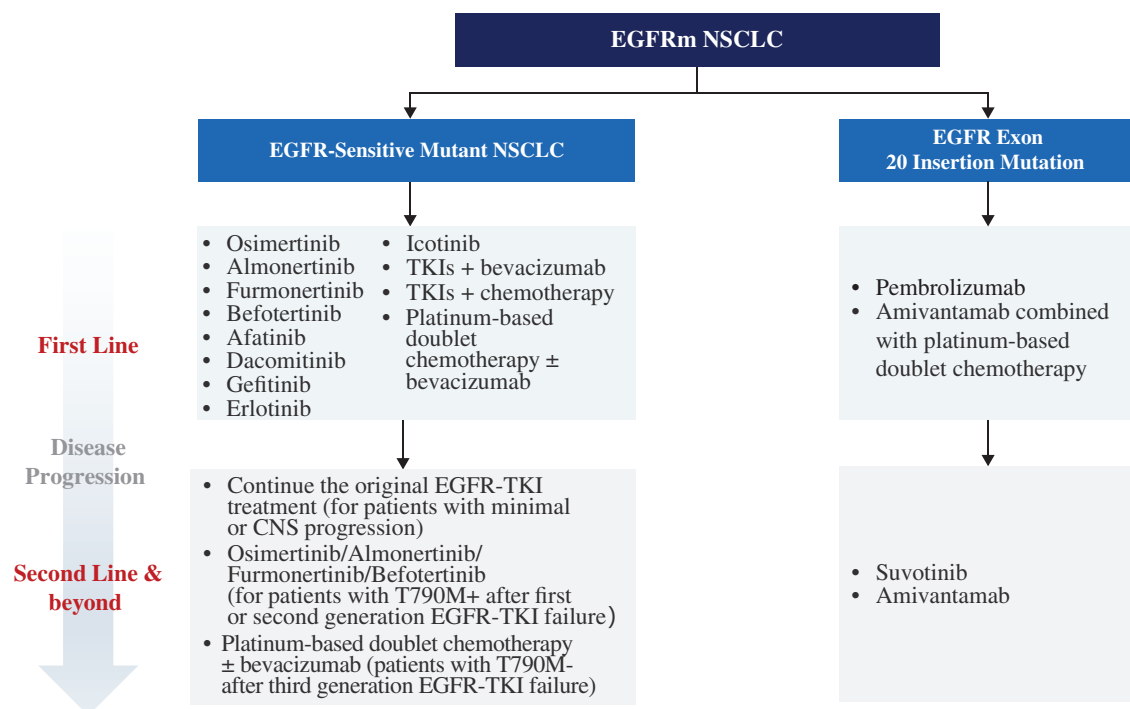 EGFRm NSCLC
EGFR-Sensitive Mutant NSCLC
EGFR Exon
20 Insertion Mutation
First Line
• Osimertinib
• Almonertinib
• Furmonertinib
• Befotertinib
• Afatinib
• Dacomitinib
• Gefitinib
• Erlotinib
• Icotinib
• TKIs + bevacizumab
• TKIs + chemotherapy
• Platinum-based
doublet
chemotherapy ±
bevacizumab
• Pembrolizumab
• Amivantamab combined
with platinum-based
doublet chemotherapy
Disease
Progression
Second Line &
beyond
• Continue the original EGFR-TKI
treatment (for patients with minimal
or CNS progression)
• Osimertinib/Almonertinib/
Furmonertinib/Befotertinib
(for patients with T790M+ after first
or second generation EGFR-TKI failure)
• Platinum-based doublet chemotherapy
± bevacizumab (patients with T790M-
after third generation EGFR-TKI failure)
• Suvotinib
• Amivantamab